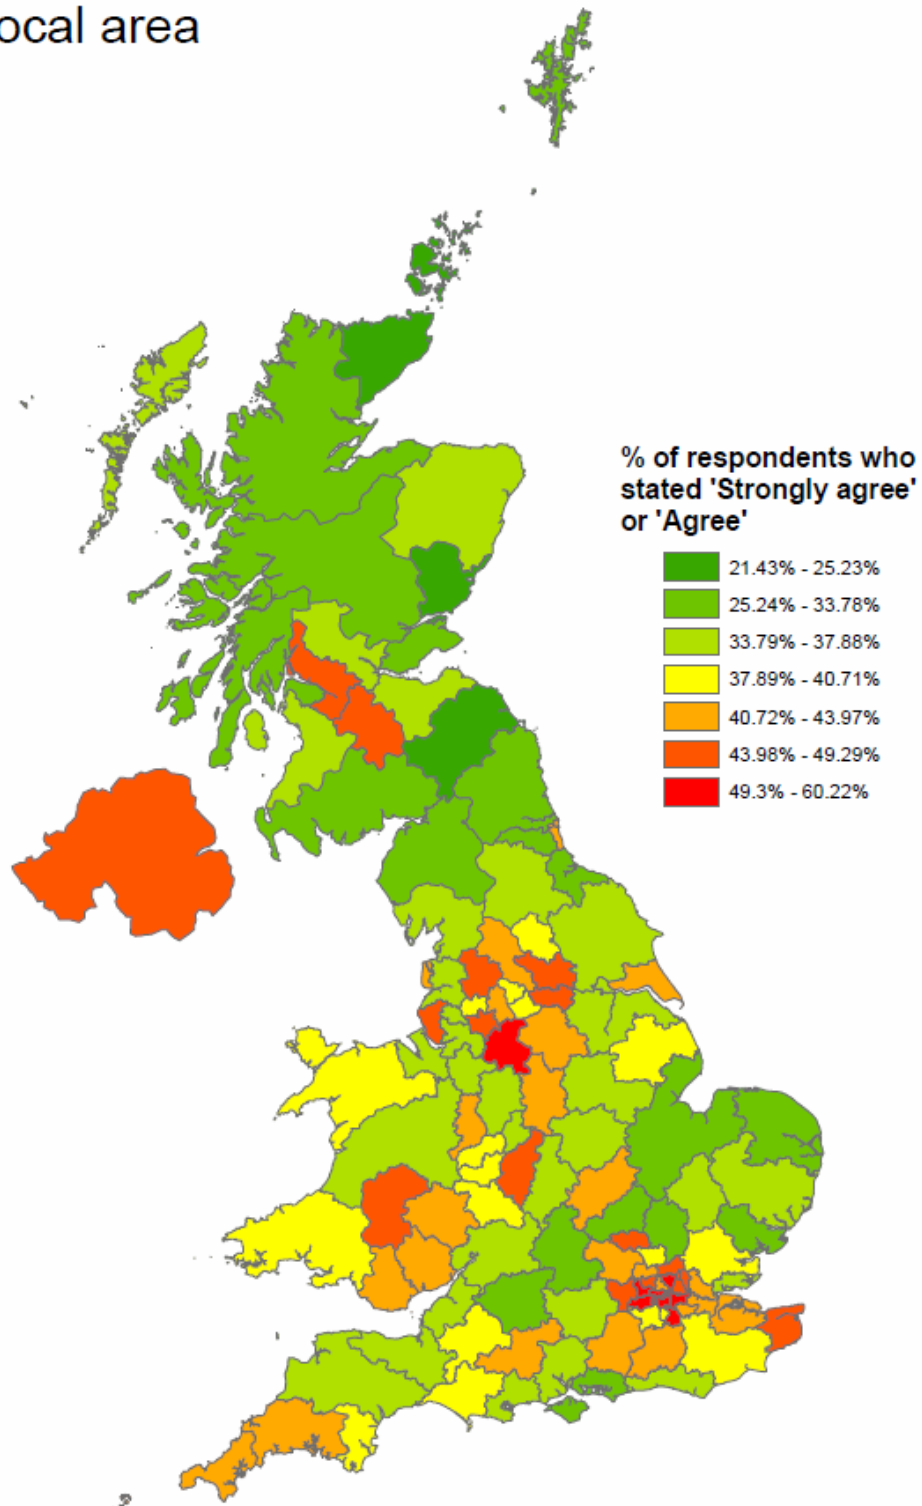 ocal area
% of respondents who
stated 'Strongly agree'
or 'Agree'
21.43% - 25.23%
25.24% - 33.78%
33.79% - 37.88%
37.89% - 40.71%
40.72% - 43.97%
43.98% - 49.29%
49.3% - 60.22%